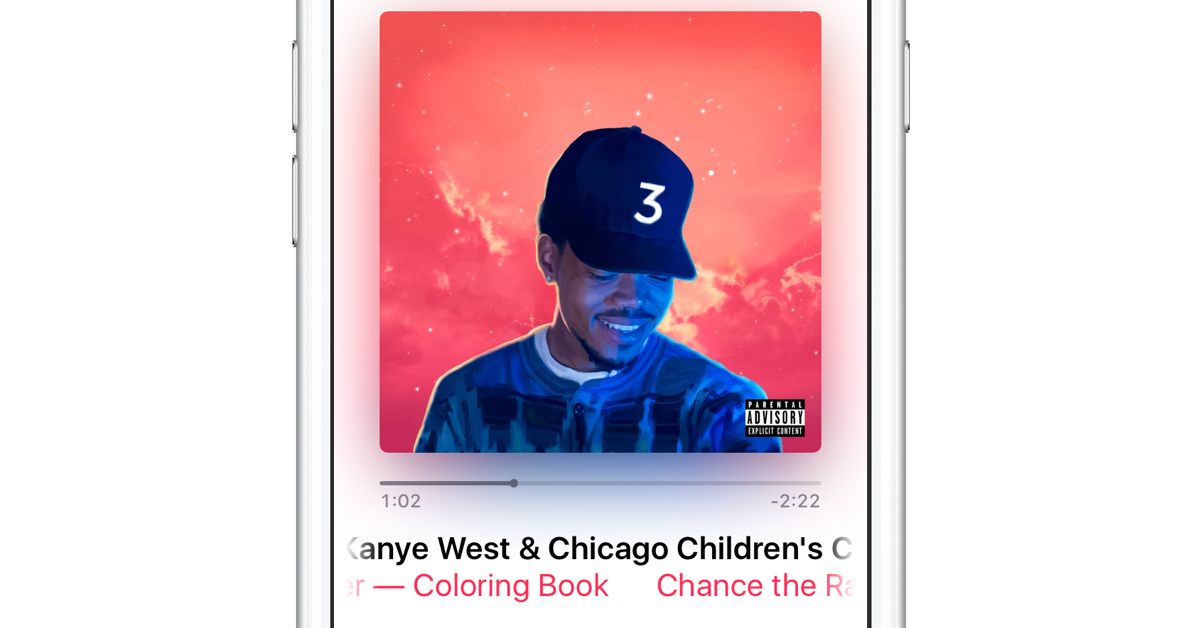 3
PARENTAL
ADVISORY
EXPLICIT CONTENT
1:02 -2:22
Kanye West & Chicago Children's C
er — Coloring Book Chance the Ra